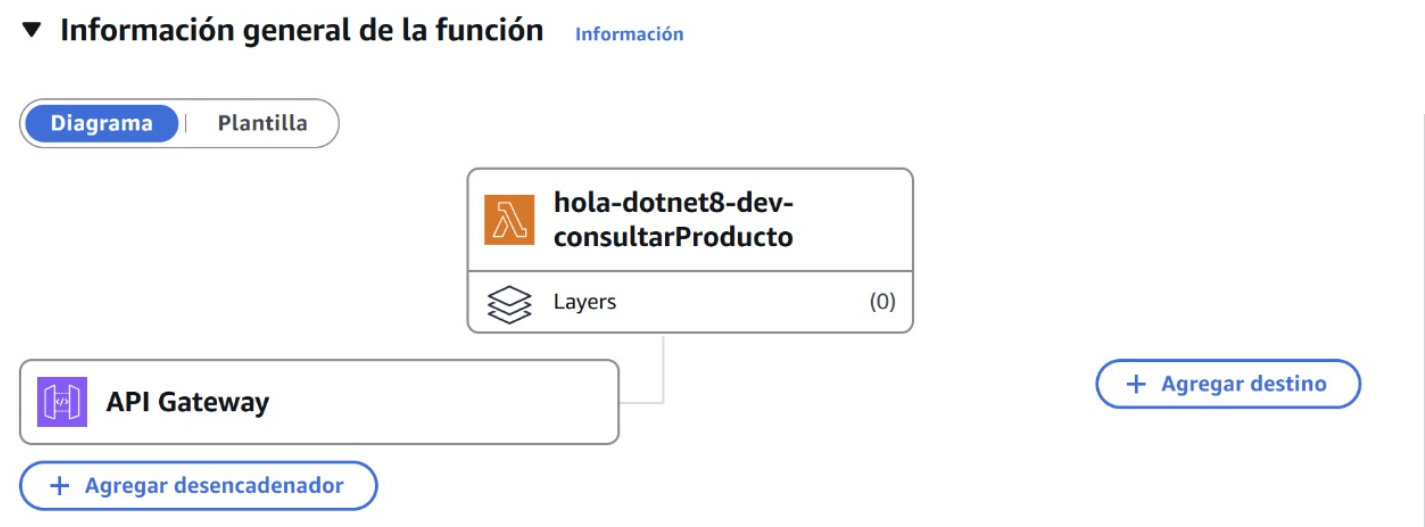 Información general de la función Información
Diagrama | Plantilla
hola-dotnet8-dev-
consultarProducto
Layers (0)
API Gateway
+ Agregar destino
+ Agregar desencadenador